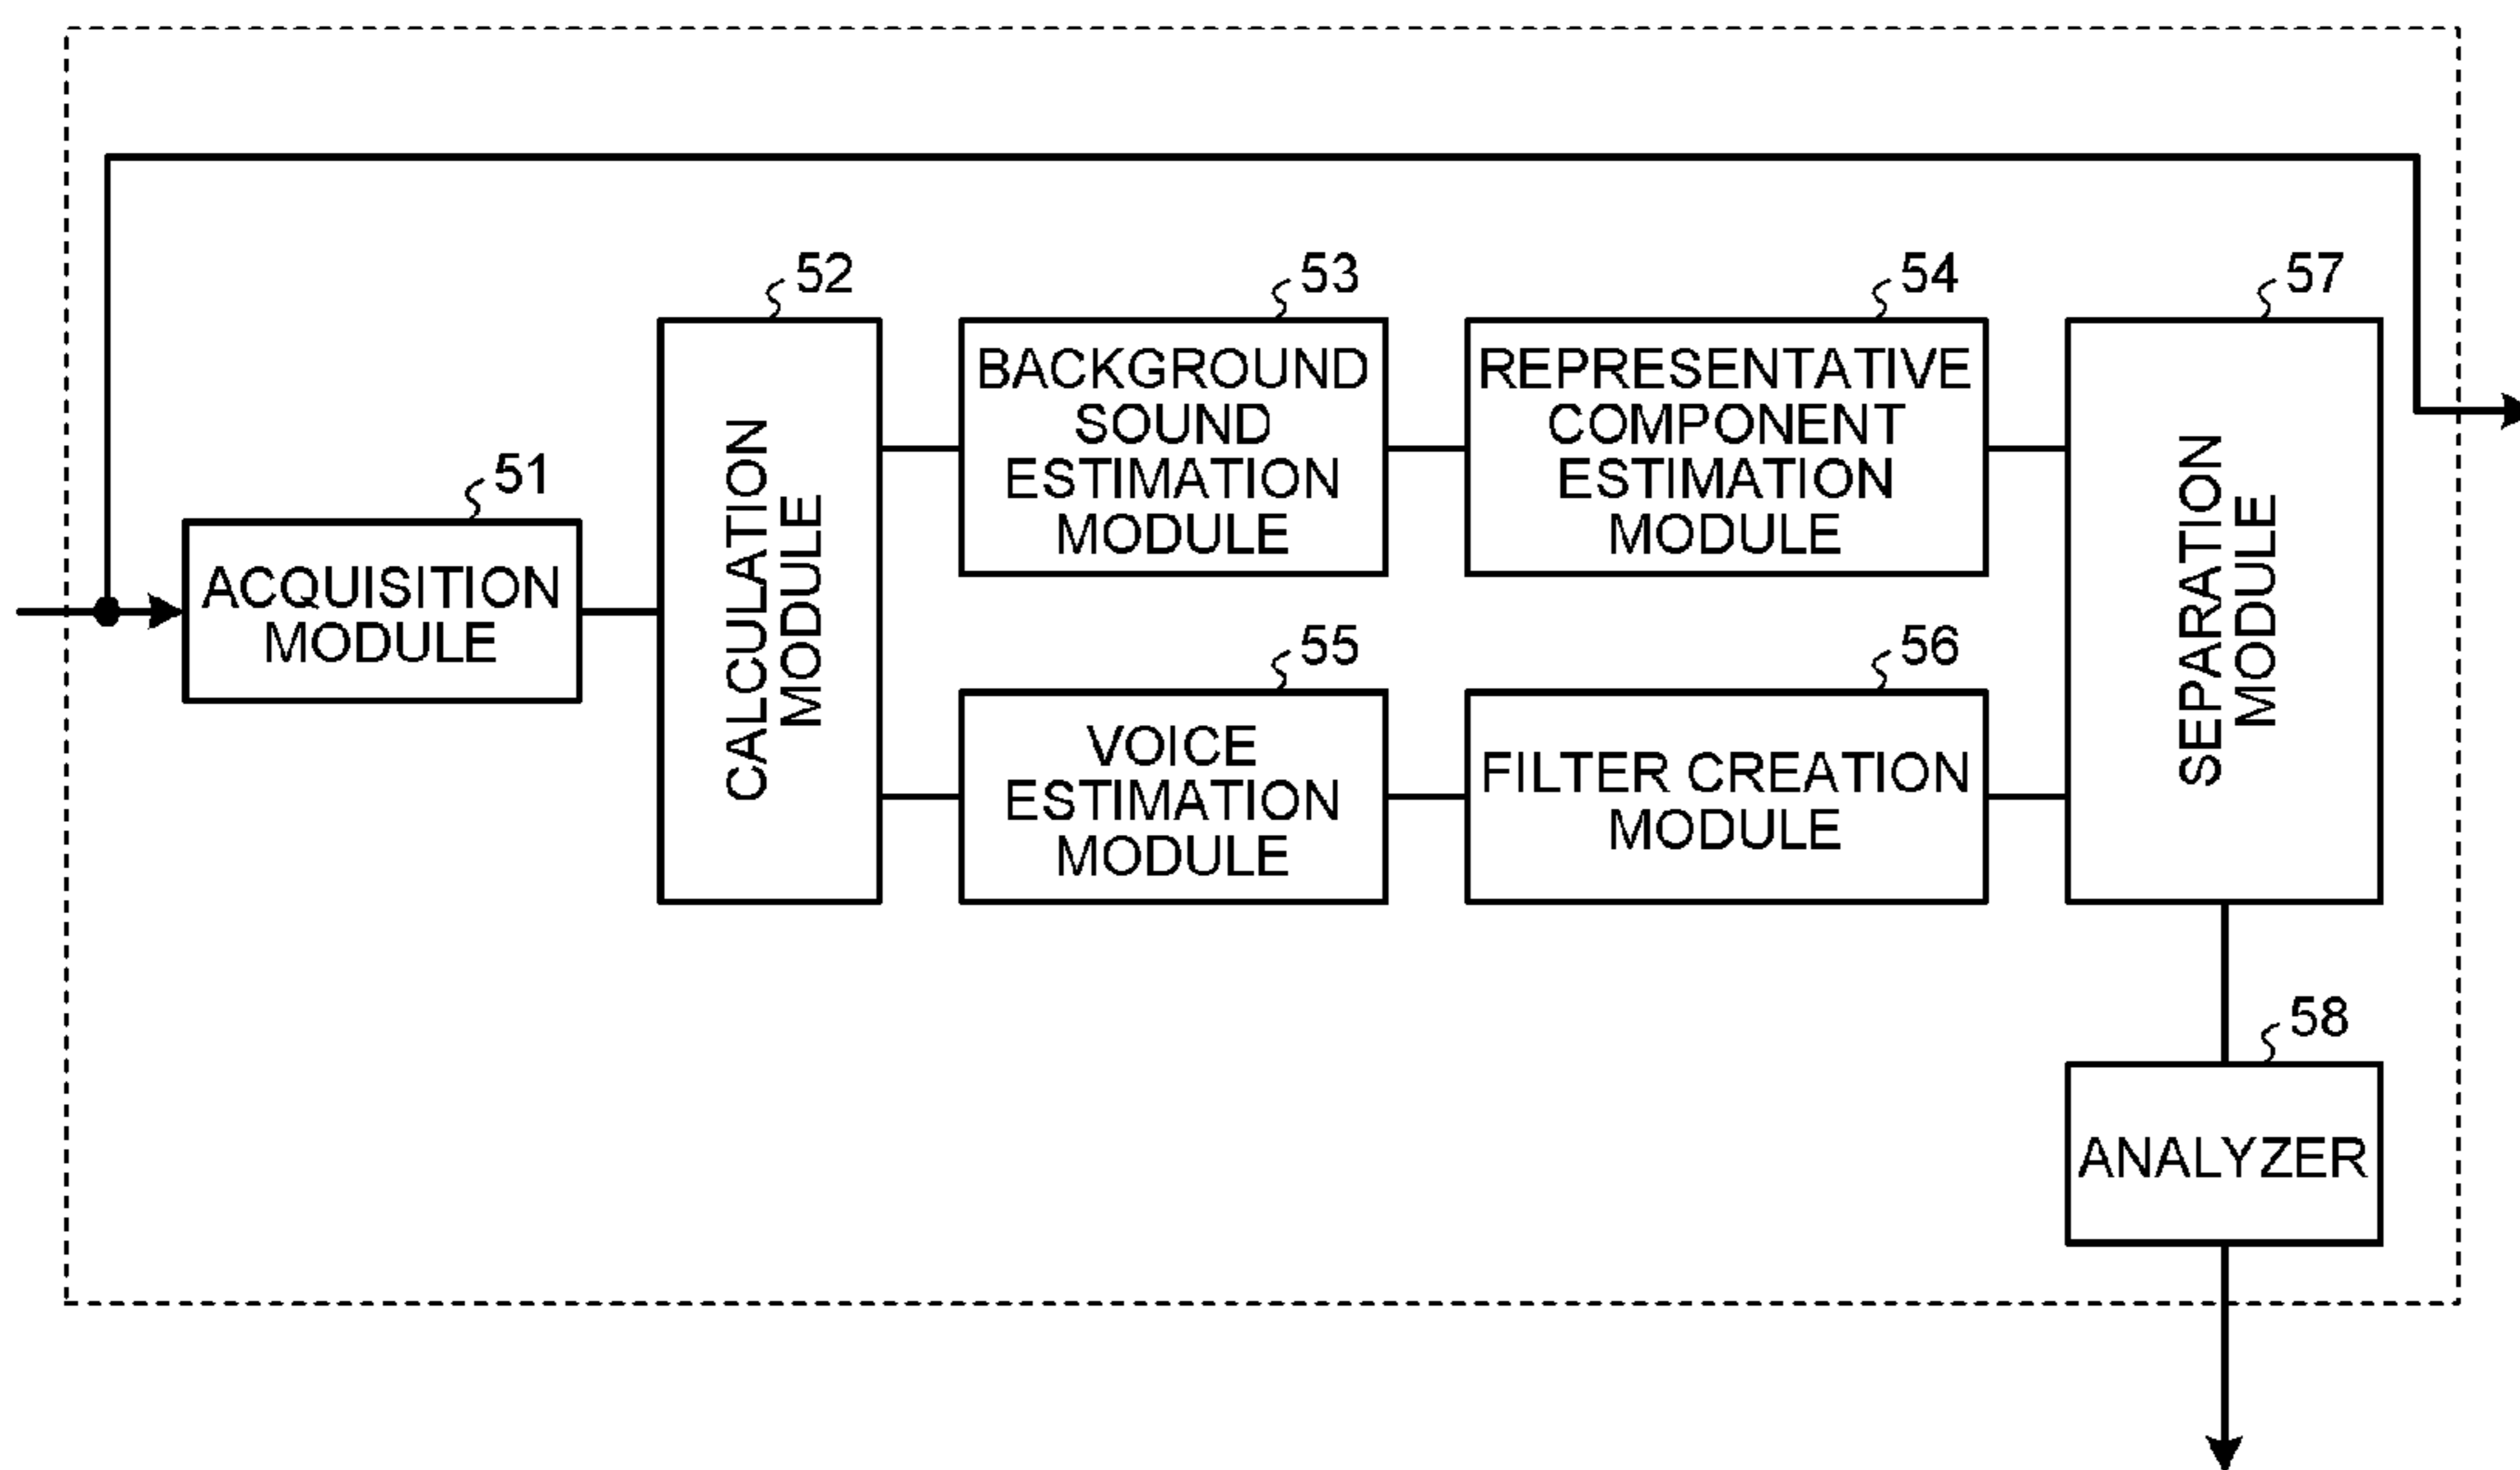 52
53
54
57
BACKGROUND
SOUND
ESTIMATION
MODULE
REPRESENTATIVE
COMPONENT
ESTIMATION
MODULE
51
ACQUISITION
MODULE
CALCULATION
MODULE
SEPARATION
MODULE
55
56
VOICE
ESTIMATION
MODULE
FILTER CREATION
MODULE
58
ANALYZER